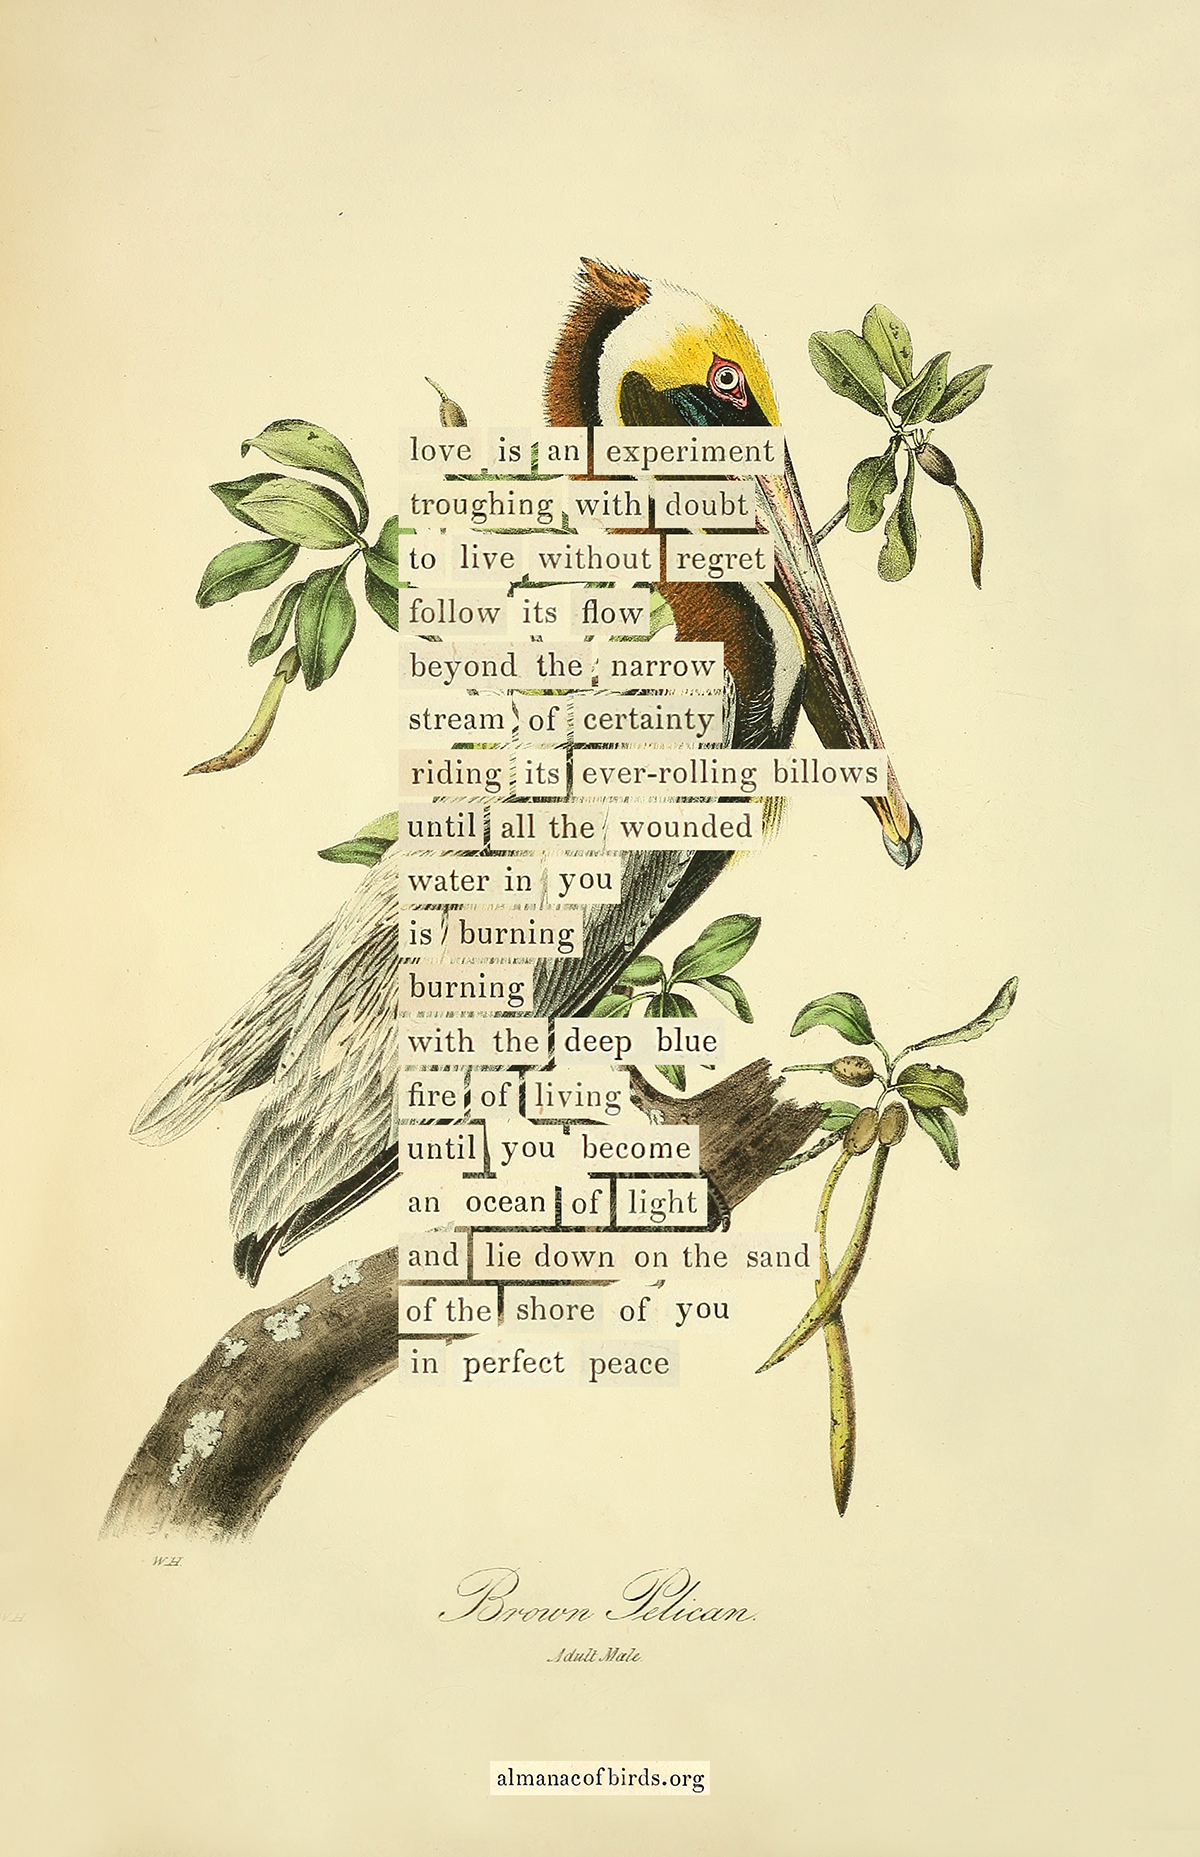 love is an experiment
troughing with doubt
to live without regret
follow its flow
beyond the narrow
stream of certainty
riding its ever-rolling billows
until all the wounded
water in you
is burning
burning
with the deep blue
fire of living
until you become
an ocean of light
and lie down on the sand
of the shore of you
in perfect peace
W.H.
W.H
Brown Pelican.
Adult Male.
almanacofbirds.org